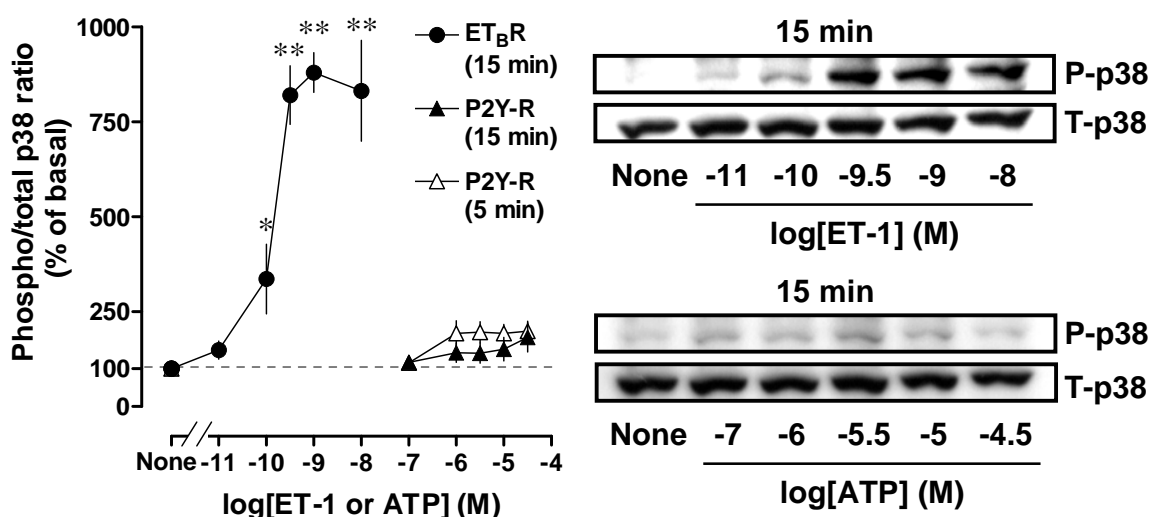 Phospho/total p38 ratio
(% of basal)
1000
750
500
250
100
0
*
**
**
**
ET_BR
(15 min)
P2Y-R
(15 min)
P2Y-R
(5 min)
None -11 -10 -9 -8 -7 -6 -5 -4
log[ET-1 or ATP] (M)
15 min
P-p38
T-p38
None -11 -10 -9.5 -9 -8
log[ET-1] (M)
15 min
P-p38
T-p38
None -7 -6 -5.5 -5 -4.5
log[ATP] (M)